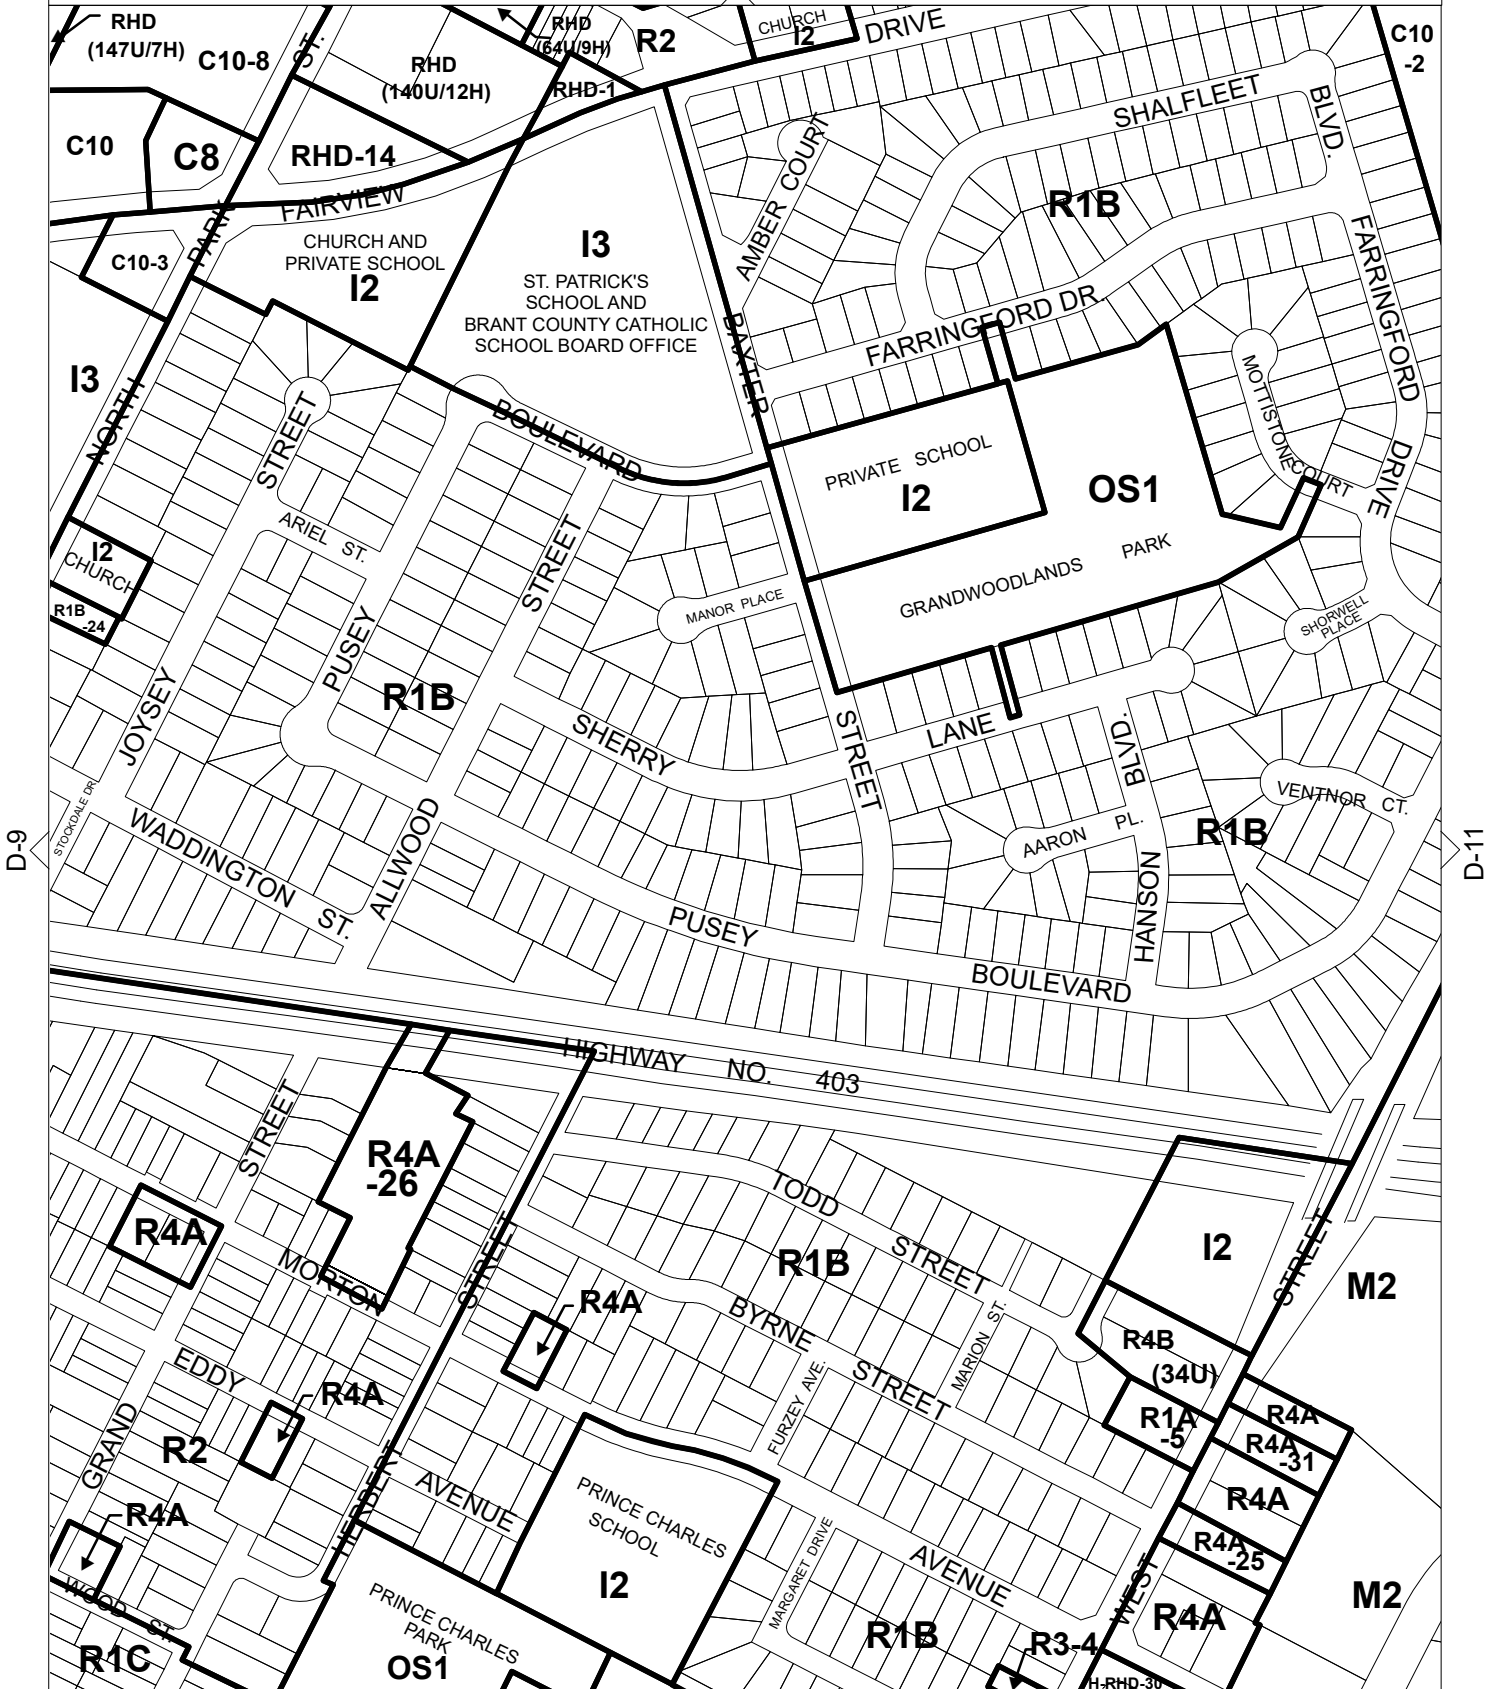 RHD
(147U/7H)
C10-8
ST.
RHD
(140U/12H)
RHD
(64U/9H)
RHD-1
R2
CHURCH
I2
DRIVE
C10
-2
C10
C8
RHD-14
FAIRVIEW
PARK
C10-3
CHURCH AND
PRIVATE SCHOOL
I2
I3
ST. PATRICK'S
SCHOOL AND
BRANT COUNTY CATHOLIC
SCHOOL BOARD OFFICE
AMBER COURT
SHALFLEET
BLVD.
R1B
FARRINGFORD
FARRINGFORD DR.
BAXTER
I3
NORTH
STREET
BOULEVARD
MOTTISTONE
COURT
DRIVE
PRIVATE SCHOOL
I2
OS1
GRANDWOODLANDS PARK
ARIEL ST.
STREET
I2
CHURCH
R1B
-24
MANOR PLACE
SHORWELL
PLACE
PUSEY
R1B
JOYSEY
SHERRY
STREET
LANE
BLVD.
VENTNOR CT.
R1B
AARON PL.
STOCKDALE DR.
WADDINGTON ST.
ALLWOOD
D-9
D-11
HANSON
PUSEY
BOULEVARD
HIGHWAY NO. 403
STREET
R4A
-26
R4A
MORTON
STREET
TODD
STREET
R1B
I2
STREET
M2
R4A
BYRNE
STREET
MARION ST.
FURZEY AVE.
R4B
(34U)
R1A
-5
EDDY
R4A
R2
GRAND
R4A
HERBERT
AVENUE
R4A
R4A
-31
R4A
R4A
-25
R4A
PRINCE CHARLES
SCHOOL
I2
MARGARET DRIVE
AVENUE
WEST
M2
WOOD ST.
R1C
PRINCE CHARLES
PARK
OS1
R1B
R3-4
H-RHD-30